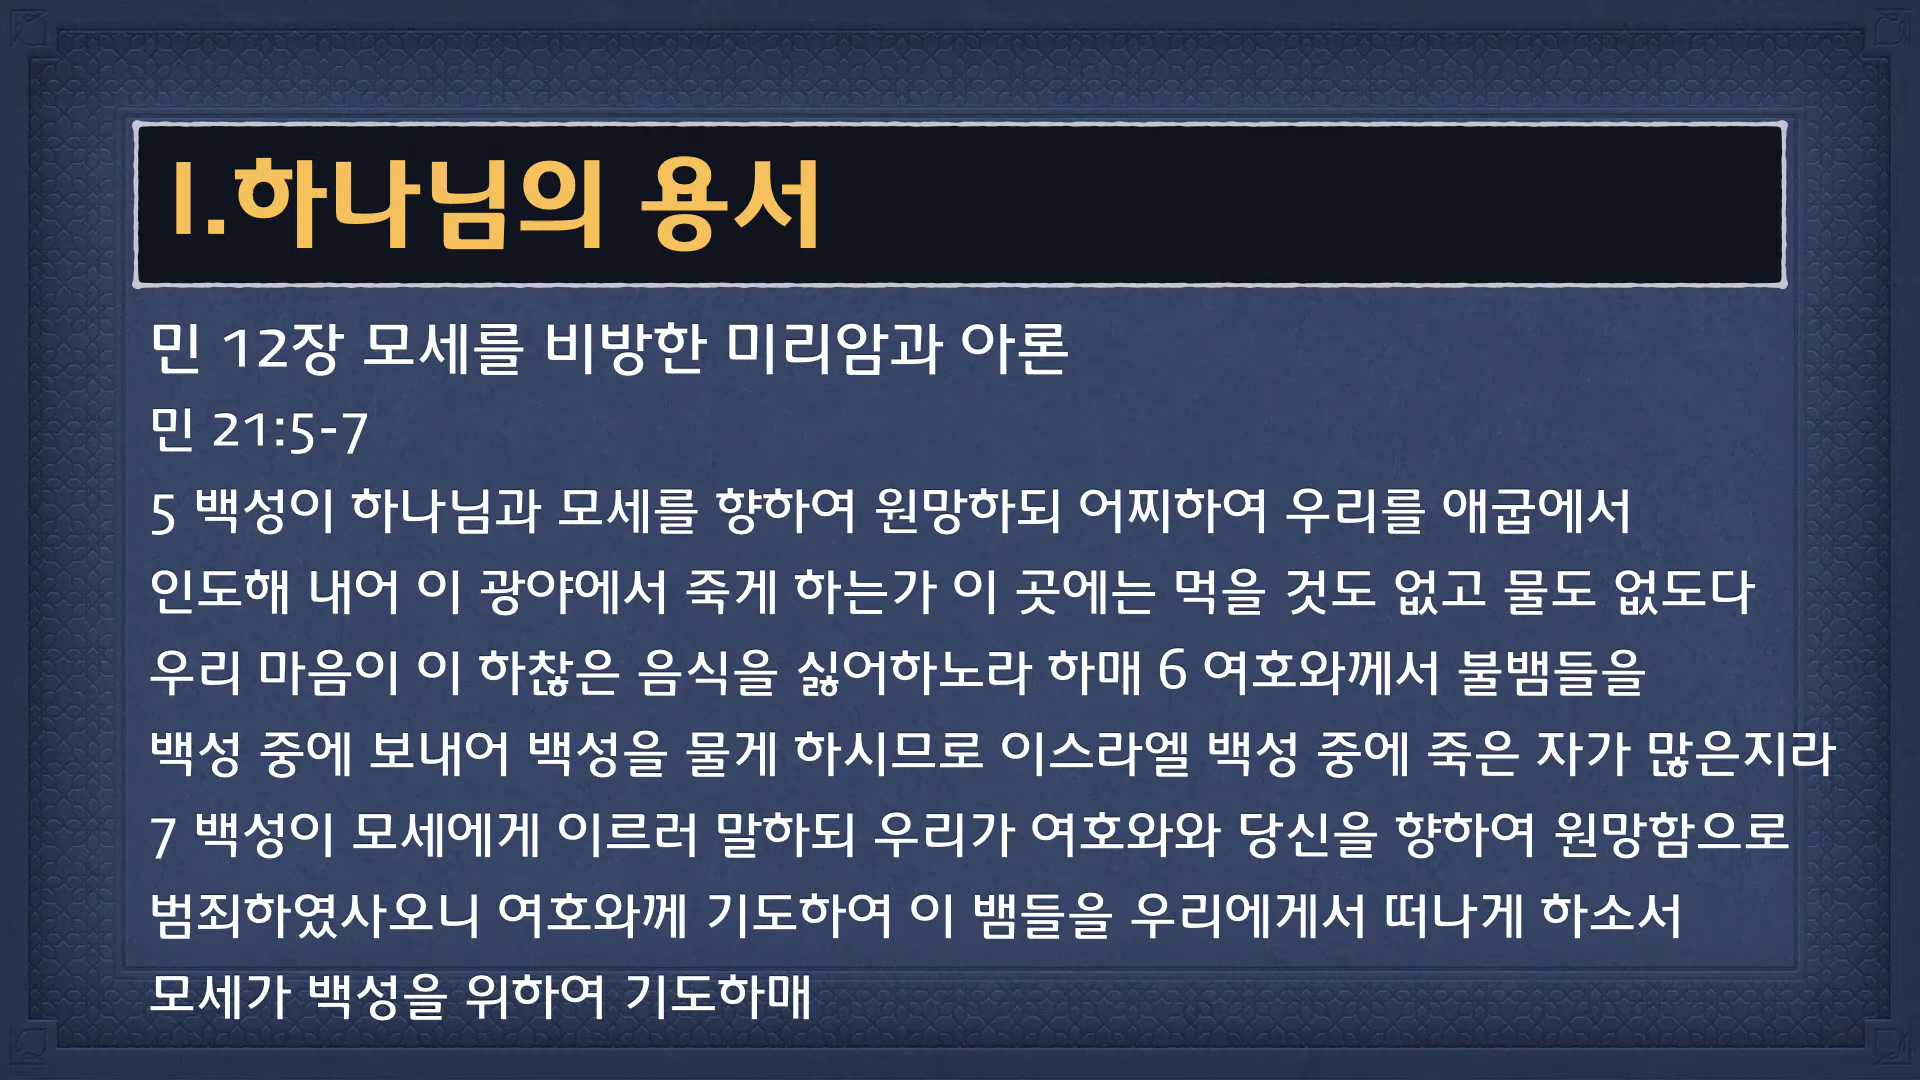 I.하나님의 용서
민 12장 모세를 비방한 미리암과 아론
민 21:5-7
5 백성이 하나님과 모세를 향하여 원망하되 어찌하여 우리를 애굽에서
인도해 내어 이 광야에서 죽게 하는가 이 곳에는 먹을 것도 없고 물도 없도다
우리 마음이 이 하찮은 음식을 싫어하노라 하매 6 여호와께서 불뱀들을
백성 중에 보내어 백성을 물게 하시므로 이스라엘 백성 중에 죽은 자가 많은지라
7 백성이 모세에게 이르러 말하되 우리가 여호와와 당신을 향하여 원망함으로
범죄하였사오니 여호와께 기도하여 이 뱀들을 우리에게서 떠나게 하소서
모세가 백성을 위하여 기도하매